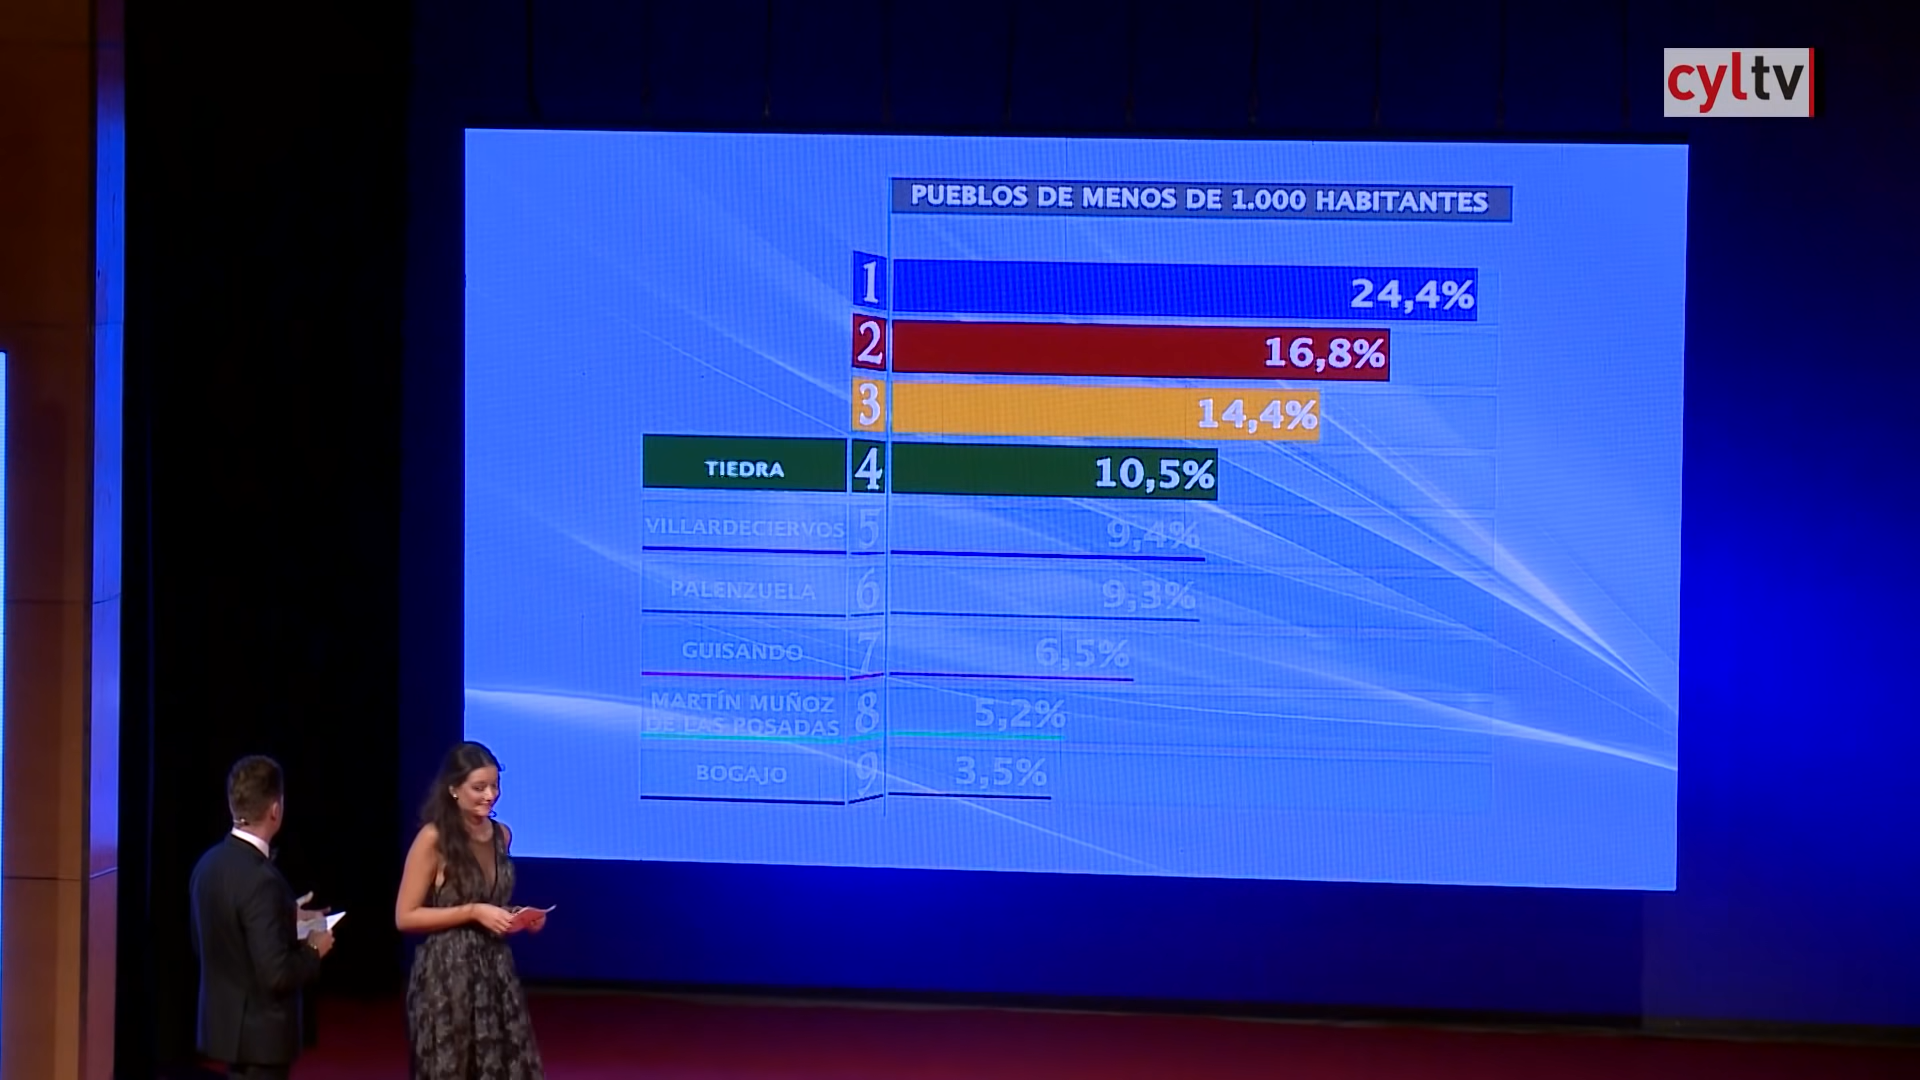 cyltv
PUEBLOS DE MENOS DE 1.000 HABITANTES
1 24,4%
2 16,8%
3 14,4%
TIEDRA 4 10,5%
VILLARDECIERVOS 5 9,4%
PALENZUELA 6 9,3%
GUISANDO 7 6,5%
MARTÍN MUÑOZ
DE LAS POSADAS 8 5,2%
BOGAJO 9 3,5%